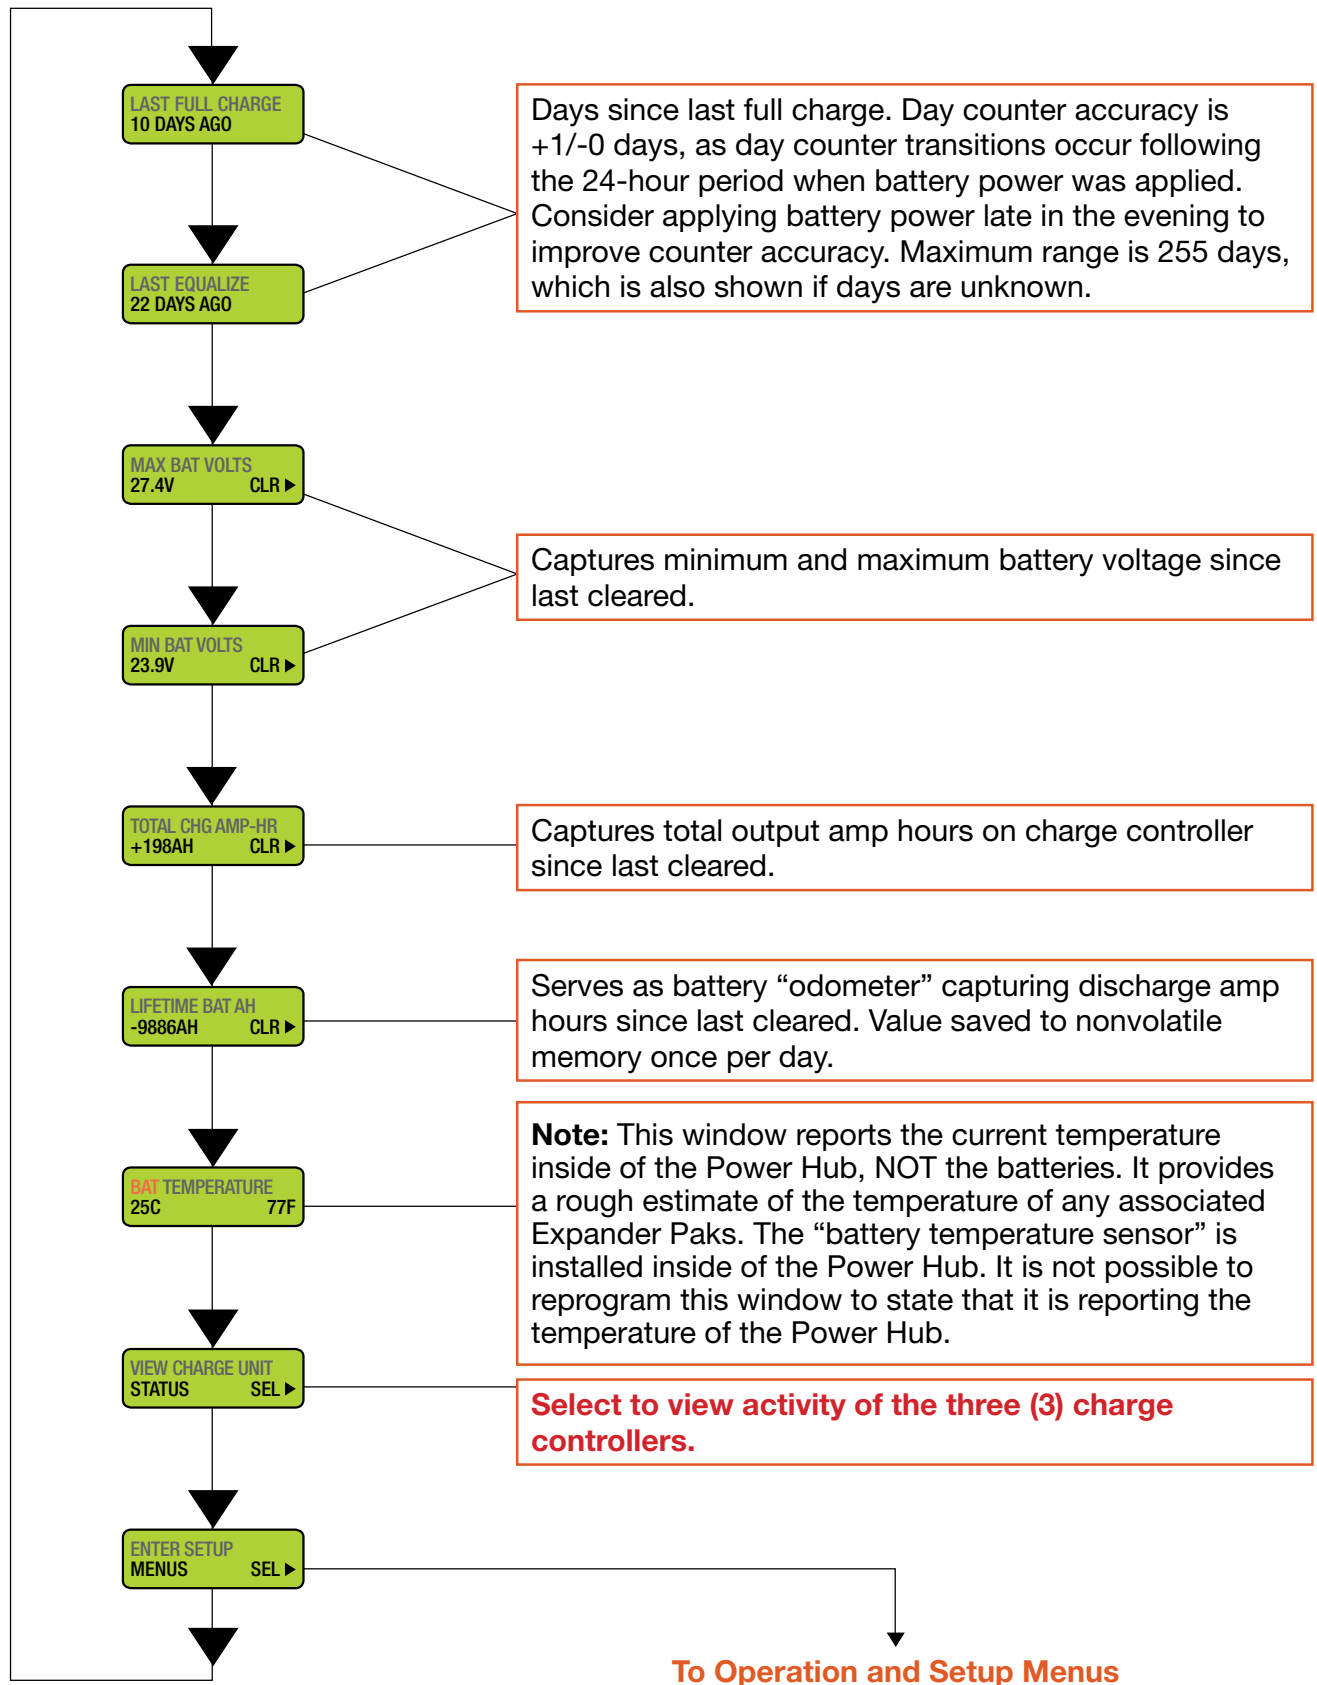 LAST FULL CHARGE
10 DAYS AGO
Days since last full charge. Day counter accuracy is
+1/-0 days, as day counter transitions occur following
the 24-hour period when battery power was applied.
Consider applying battery power late in the evening to
improve counter accuracy. Maximum range is 255 days,
which is also shown if days are unknown.
LAST EQUALIZE
22 DAYS AGO
MAX BAT VOLTS
27.4V CLR ▶
Captures minimum and maximum battery voltage since
last cleared.
MIN BAT VOLTS
23.9V CLR ▶
TOTAL CHG AMP-HR
+198AH CLR ▶
Captures total output amp hours on charge controller
since last cleared.
LIFETIME BAT AH
-9886AH CLR ▶
Serves as battery “odometer” capturing discharge amp
hours since last cleared. Value saved to nonvolatile
memory once per day.
BAT TEMPERATURE
25C 77F
Note: This window reports the current temperature
inside of the Power Hub, NOT the batteries. It provides
a rough estimate of the temperature of any associated
Expander Paks. The “battery temperature sensor” is
installed inside of the Power Hub. It is not possible to
reprogram this window to state that it is reporting the
temperature of the Power Hub.
VIEW CHARGE UNIT
STATUS SEL ▶
Select to view activity of the three (3) charge
controllers.
ENTER SETUP
MENUS SEL ▶
To Operation and Setup Menus